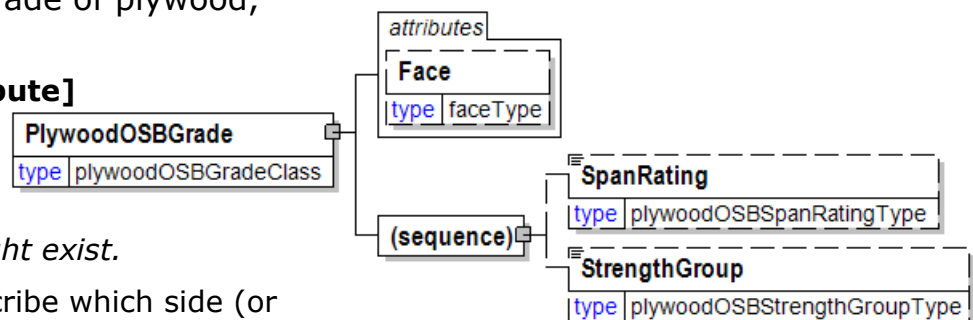 ade of plywood,
attributes
Face
type faceType
bute]
PlywoodOSBGrade
type plywoodOSBGradeClass
SpanRating
type plywoodOSBSpanRatingType
(sequence)
ht exist.
StrengthGroup
type plywoodOSBStrengthGroupType
cribe which side (or